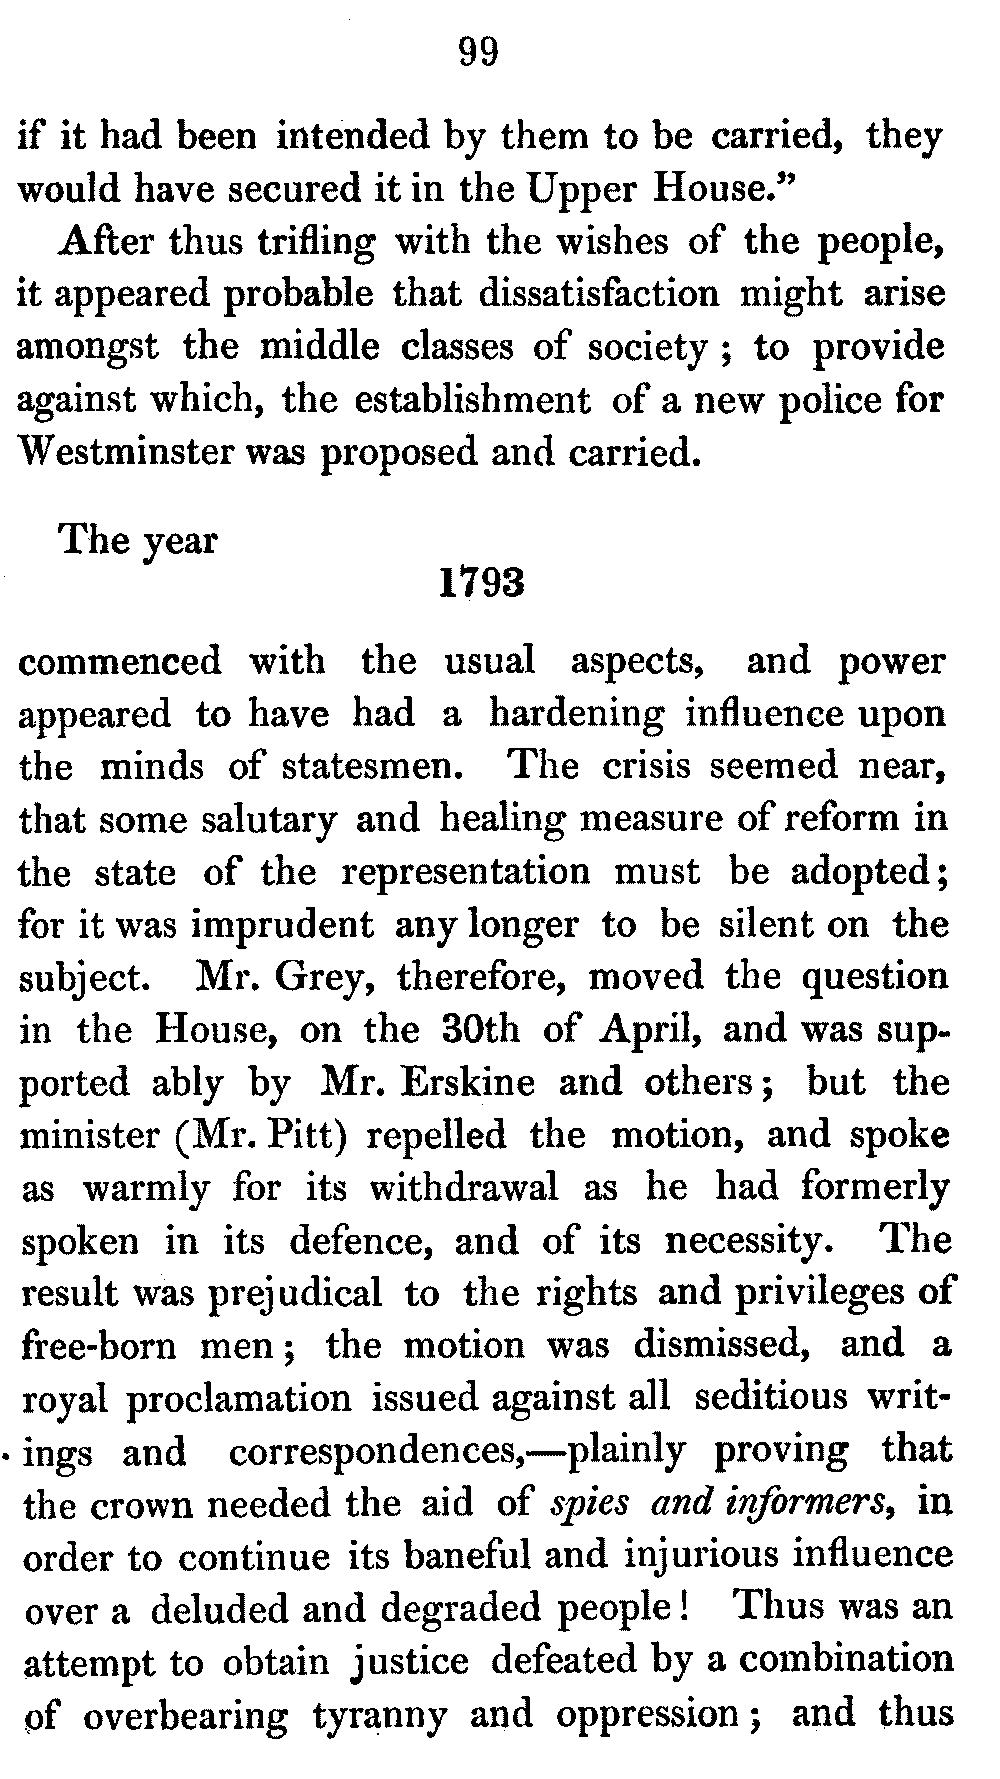 99
if it had been intended by them to be carried, they
would have secured it in the Upper House.”
After thus trifling with the wishes of the people,
it appeared probable that dissatisfaction might arise
amongst the middle classes of society ; to provide
against which, the establishment of a new police for
Westminster was proposed and carried.
The year
1793
commenced with the usual aspects, and power
appeared to have had a hardening influence upon
the minds of statesmen. The crisis seemed near,
that some salutary and healing measure of reform in
the state of the representation must be adopted;
for it was imprudent any longer to be silent on the
subject. Mr. Grey, therefore, moved the question
in the House, on the 30th of April, and was sup-
ported ably by Mr. Erskine and others; but the
minister (Mr. Pitt) repelled the motion, and spoke
as warmly for its withdrawal as he had formerly
spoken in its defence, and of its necessity. The
result was prejudical to the rights and privileges of
free-born men ; the motion was dismissed, and a
royal proclamation issued against all seditious writ-
ings and correspondences,—plainly proving that
the crown needed the aid of spies and informers, in
order to continue its baneful and injurious influence
over a deluded and degraded people! Thus was an
attempt to obtain justice defeated by a combination
of overbearing tyranny and oppression ; and thus